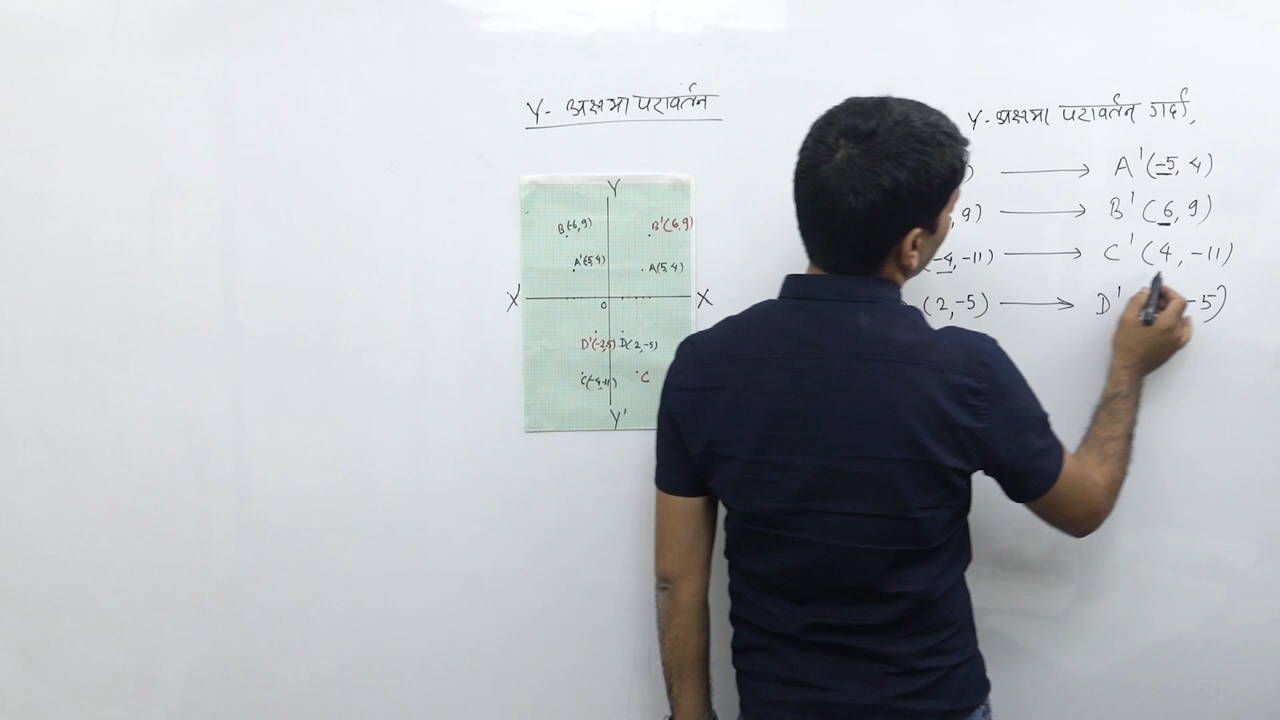 Y- अक्षमा परावर्तन
Y
B(-6,9)
B'(6,9)
A'(-5,4)
A(5,4)
X'
X
O
D'(-2,-5)
D(2,-5)
C(-4,-11)
C
Y'
Y-अक्षमा परावर्तन गर्दा,
) ⟶ A'(-5, 4)
, 9) ⟶ B'(6, 9)
(-4, -11) ⟶ C'(4, -11)
(2, -5) ⟶ D' -5)